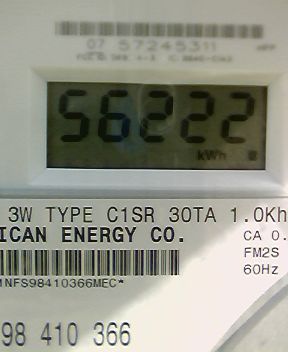 07 57245311
56222
kWh
3W TYPE C1SR 30TA 1.0Kh
ICAN ENERGY CO.
CA 0.
FM2S
60Hz
NFS98410366MEC*
98 410 366